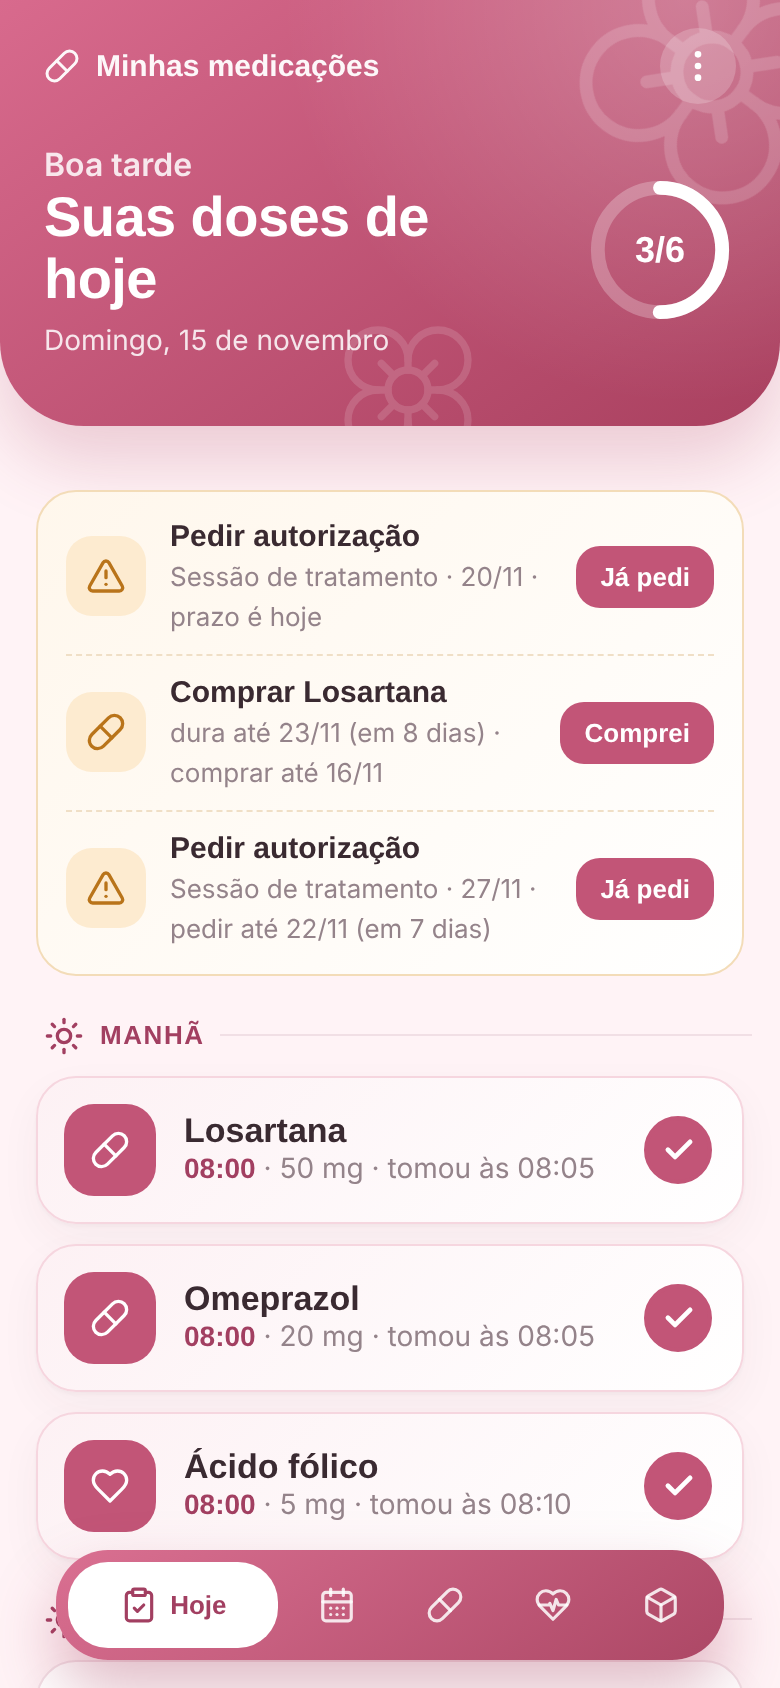 Minhas medicações
Boa tarde
Suas doses de
hoje
Domingo, 15 de novembro
3/6
Pedir autorização
Sessão de tratamento · 20/11 ·
prazo é hoje
Já pedi
Comprar Losartana
dura até 23/11 (em 8 dias) ·
comprar até 16/11
Comprei
Pedir autorização
Sessão de tratamento · 27/11 ·
pedir até 22/11 (em 7 dias)
Já pedi
MANHÃ
Losartana
08:00 · 50 mg · tomou às 08:05
Omeprazol
08:00 · 20 mg · tomou às 08:05
Ácido fólico
08:00 · 5 mg · tomou às 08:10
Hoje